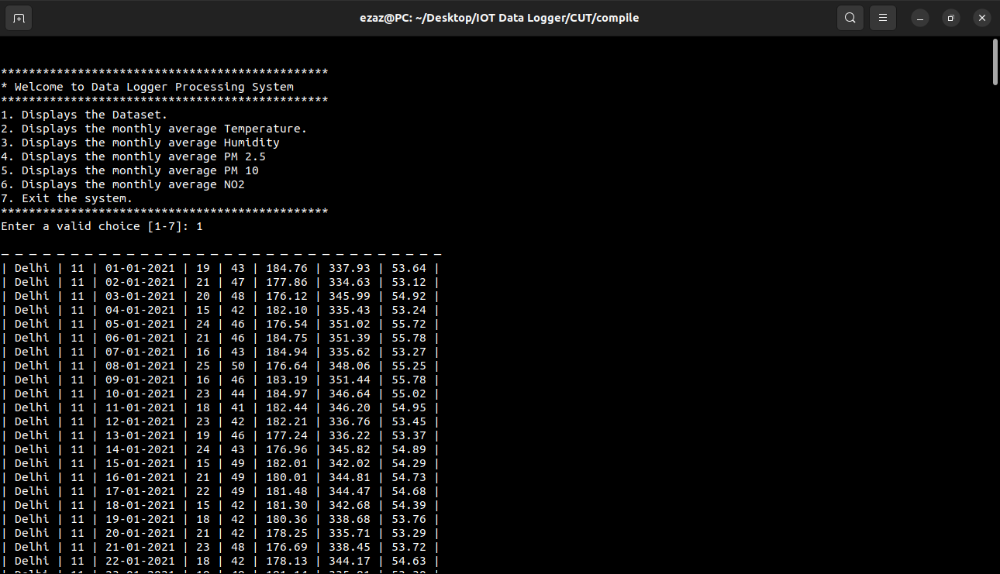 ezaz@PC: ~/Desktop/IOT Data Logger/CUT/compile
***********************************************
* Welcome to Data Logger Processing System
***********************************************
1. Displays the Dataset.
2. Displays the monthly average Temperature.
3. Displays the monthly average Humidity
4. Displays the monthly average PM 2.5
5. Displays the monthly average PM 10
6. Displays the monthly average NO2
7. Exit the system.
***********************************************
Enter a valid choice [1-7]: 1
_ _ _ _ _ _ _ _ _ _ _ _ _ _ _ _ _ _ _ _ _ _ _ _ _ _ _ _ _ _ _ _
| Delhi | 11 | 01-01-2021 | 19 | 43 | 184.76 | 337.93 | 53.64 |
| Delhi | 11 | 02-01-2021 | 21 | 47 | 177.86 | 334.63 | 53.12 |
| Delhi | 11 | 03-01-2021 | 20 | 48 | 176.12 | 345.99 | 54.92 |
| Delhi | 11 | 04-01-2021 | 15 | 42 | 182.10 | 335.43 | 53.24 |
| Delhi | 11 | 05-01-2021 | 24 | 46 | 176.54 | 351.02 | 55.72 |
| Delhi | 11 | 06-01-2021 | 21 | 46 | 184.75 | 351.39 | 55.78 |
| Delhi | 11 | 07-01-2021 | 16 | 43 | 184.94 | 335.62 | 53.27 |
| Delhi | 11 | 08-01-2021 | 25 | 50 | 176.64 | 348.06 | 55.25 |
| Delhi | 11 | 09-01-2021 | 16 | 46 | 183.19 | 351.44 | 55.78 |
| Delhi | 11 | 10-01-2021 | 23 | 44 | 184.97 | 346.64 | 55.02 |
| Delhi | 11 | 11-01-2021 | 18 | 41 | 182.44 | 346.20 | 54.95 |
| Delhi | 11 | 12-01-2021 | 23 | 42 | 182.21 | 336.76 | 53.45 |
| Delhi | 11 | 13-01-2021 | 19 | 46 | 177.24 | 336.22 | 53.37 |
| Delhi | 11 | 14-01-2021 | 24 | 43 | 176.96 | 345.82 | 54.89 |
| Delhi | 11 | 15-01-2021 | 15 | 49 | 182.01 | 342.02 | 54.29 |
| Delhi | 11 | 16-01-2021 | 21 | 49 | 180.01 | 344.81 | 54.73 |
| Delhi | 11 | 17-01-2021 | 22 | 49 | 181.48 | 344.47 | 54.68 |
| Delhi | 11 | 18-01-2021 | 15 | 42 | 181.30 | 342.68 | 54.39 |
| Delhi | 11 | 19-01-2021 | 18 | 42 | 180.36 | 338.68 | 53.76 |
| Delhi | 11 | 20-01-2021 | 21 | 42 | 178.25 | 335.71 | 53.29 |
| Delhi | 11 | 21-01-2021 | 23 | 48 | 176.69 | 338.45 | 53.72 |
| Delhi | 11 | 22-01-2021 | 18 | 42 | 178.13 | 344.17 | 54.63 |
| Delhi | 11 | 23-01-2021 |